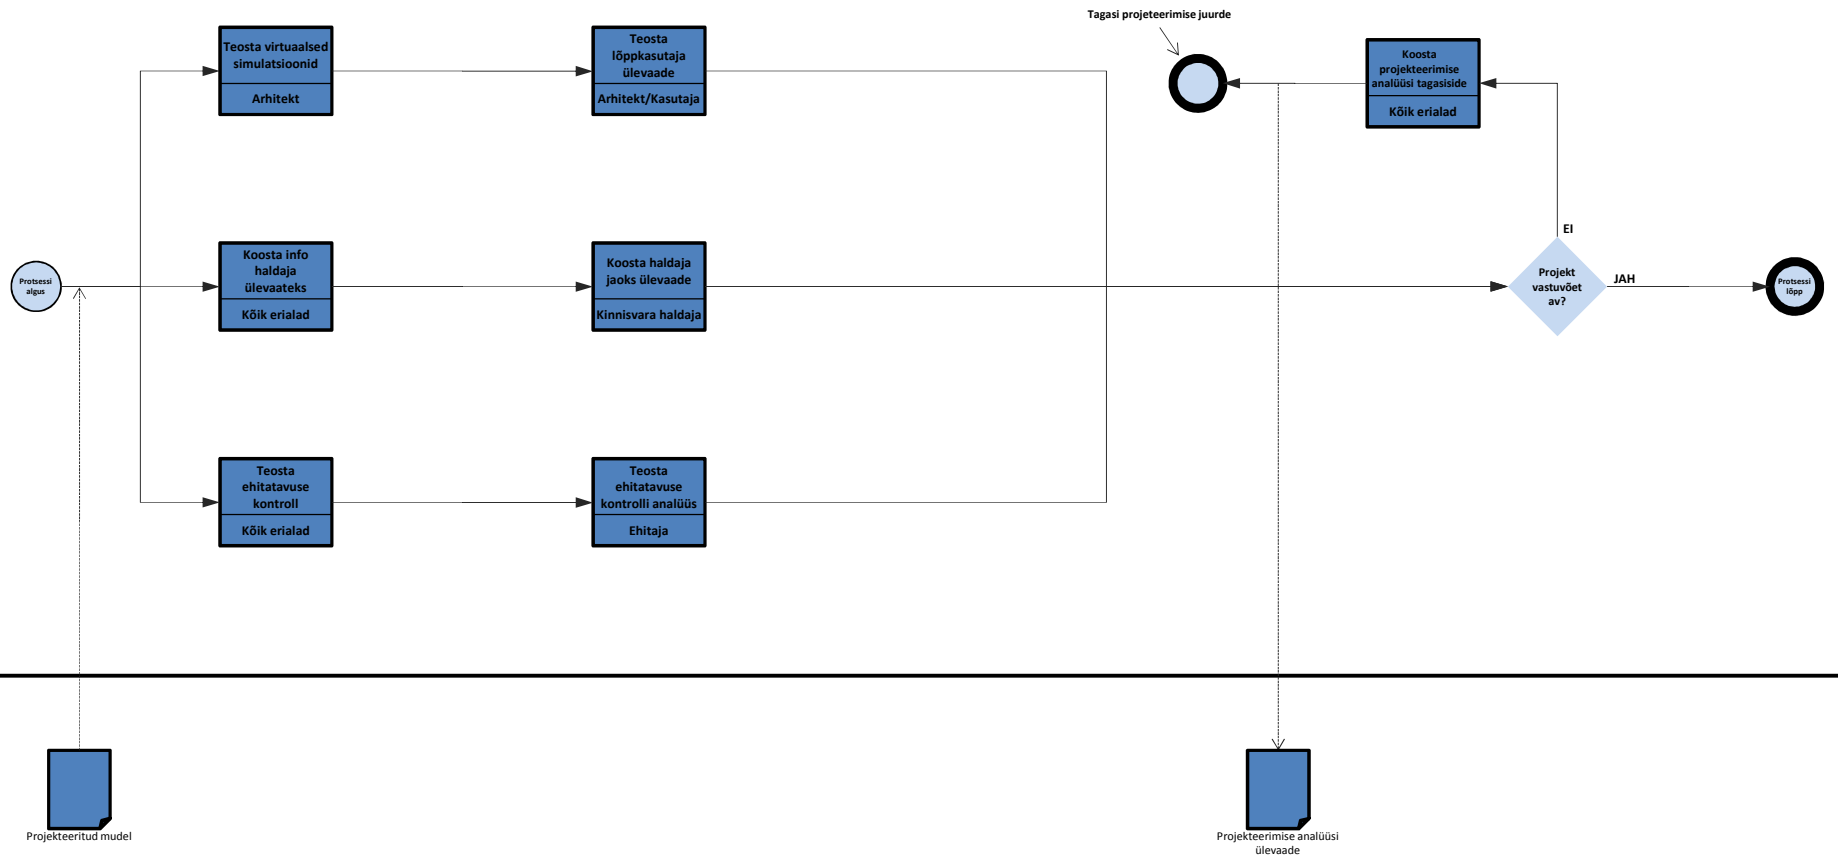 Tagasi projeteerimise juurde
Teosta virtuaalsed
simulatsioonid
Arhitekt
Teosta
lõppkasutaja
ülevaade
Arhitekt/Kasutaja
Koosta
projekteerimise
analüüsi tagasiside
Kõik erialad
EI
Protsessi
algus
Koosta info
haldaja
ülevaateks
Kõik erialad
Koosta haldaja
jaoks ülevaade
Kinnisvara haldaja
Projekt
vastuvõet
av?
JAH
Protsessi
lõpp
Teosta
ehitatavuse
kontroll
Kõik erialad
Teosta
ehitatavuse
kontrolli analüüs
Ehitaja
Projekteeritud mudel
Projekteerimise analüüsi
ülevaade